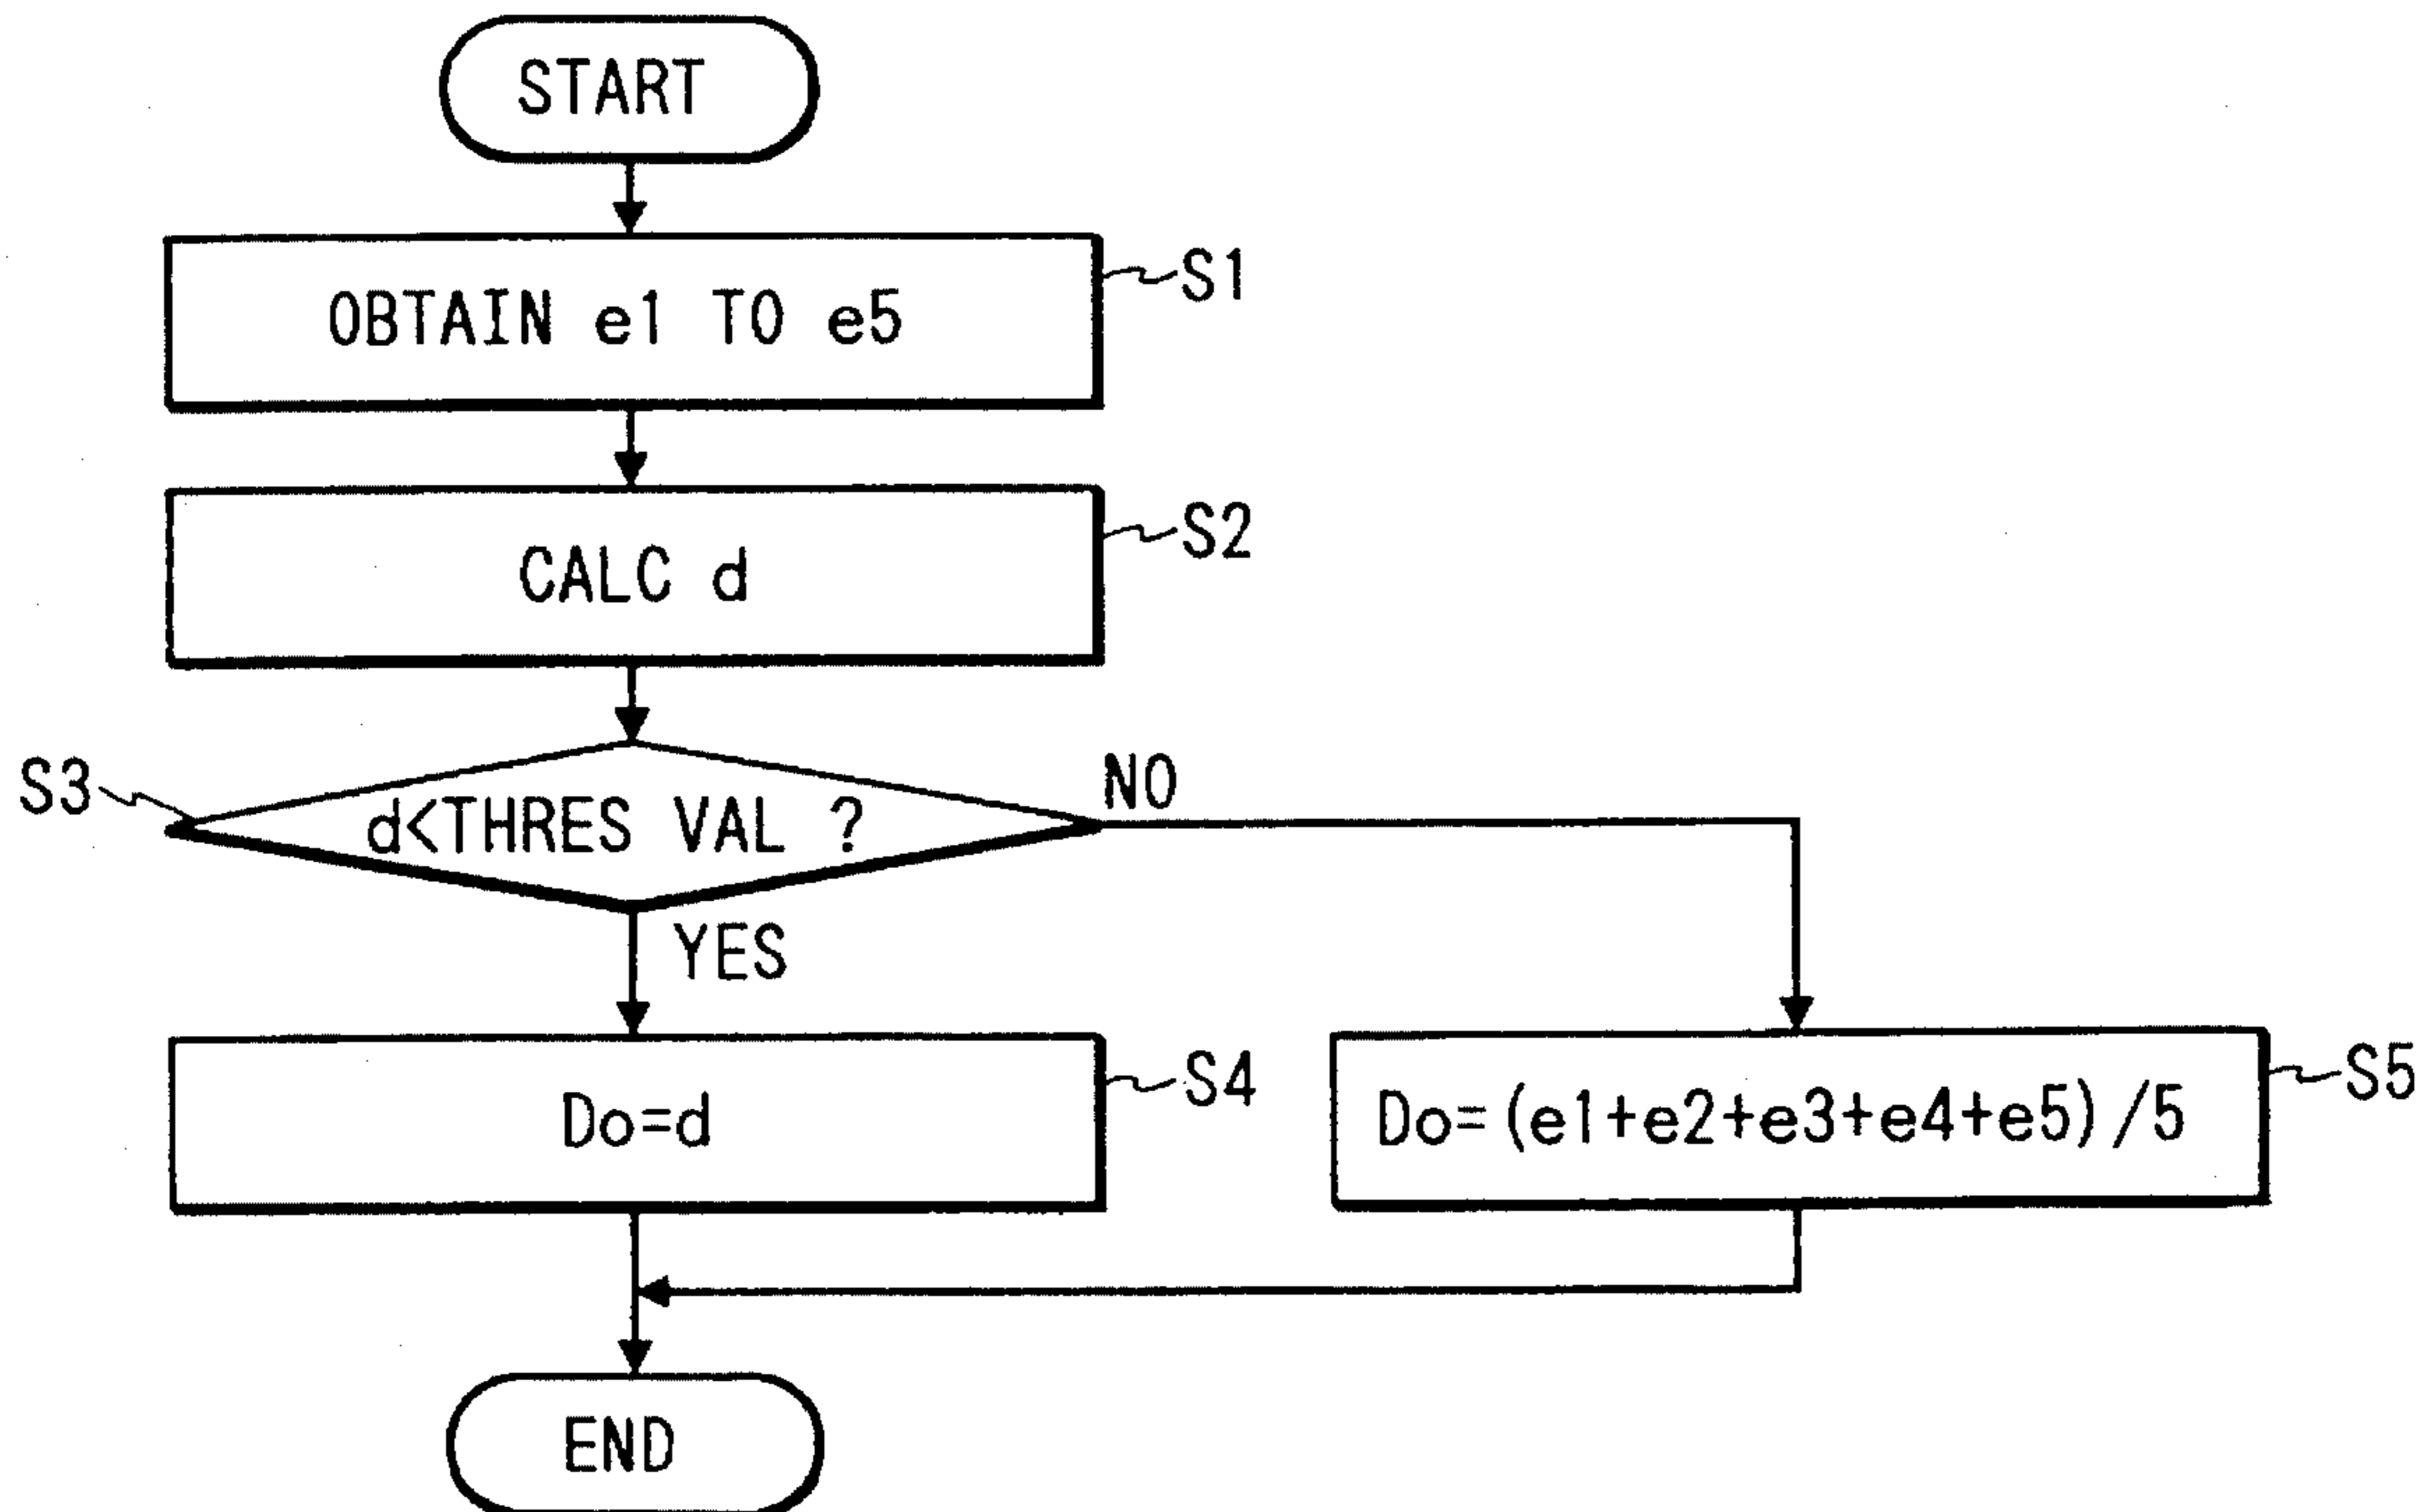 START
OBTAIN e1 TO e5
S1
CALC d
S2
S3
d<THRES VAL ?
NO
YES
Do=d
S4
Do=(e1+e2+e3+e4+e5)/5
S5
END